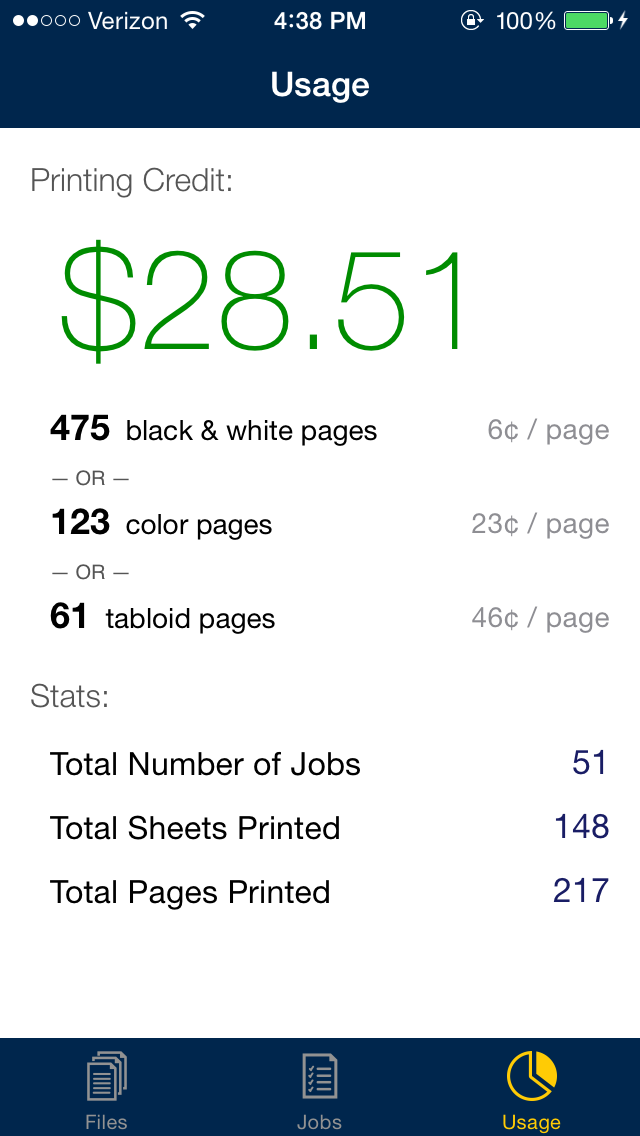 Verizon 4:38 PM 100%
Usage
Printing Credit:
$28.51
475 black & white pages 6¢ / page
— OR —
123 color pages 23¢ / page
— OR —
61 tabloid pages 46¢ / page
Stats:
Total Number of Jobs 51
Total Sheets Printed 148
Total Pages Printed 217
Files Jobs Usage